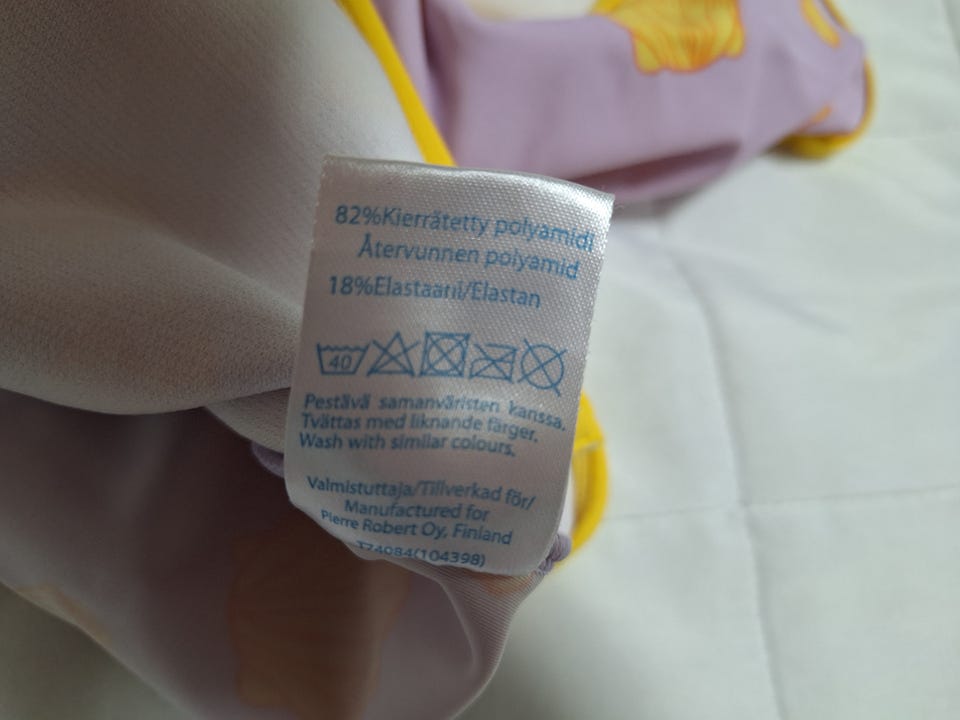 82%Kierrätetty polyamidi
Återvunnen polyamid
18%Elastaani/Elastan
40
Pestävä samanväristen kanssa.
Tvättas med liknande färger.
Wash with similar colours.
Valmistuttaja/Tillverkad för/
Manufactured for
Pierre Robert Oy, Finland
TZ4084(104398)